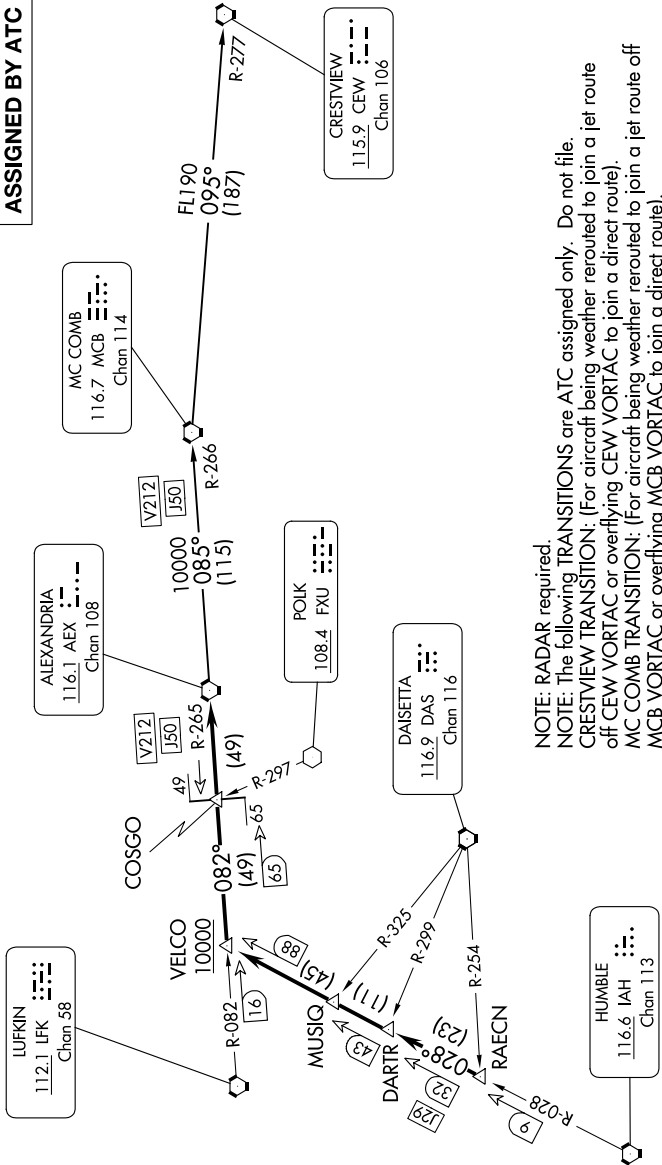 ASSIGNED BY ATC
CRESTVIEW
115.9 CEW
Chan 106
R-277
FL190
095°
(187)
MC COMB
116.7 MCB
Chan 114
R-266
V212
J50
10000
085°
(115)
ALEXANDRIA
116.1 AEX
Chan 108
POLK
108.4 FXU
V212
J50
R-265
(49)
49
R-297
COSGO
65
65
082°
(49)
DAISETTA
116.9 DAS
Chan 116
VELCO
10000
88
R-325
R-299
R-254
LUFKIN
112.1 LFK
Chan 58
R-082
16
(45)
MUSIQ
43
(11)
DARTR
32
J29
028°
(23)
RAECN
9
R-028
HUMBLE
116.6 IAH
Chan 113
NOTE: RADAR required.
NOTE: The following TRANSITIONS are ATC assigned only. Do not file.
CRESTVIEW TRANSITION: (For aircraft being weather rerouted to join a jet route
off CEW VORTAC or overflying CEW VORTAC to join a direct route).
MC COMB TRANSITION: (For aircraft being weather rerouted to join a jet route off
MCB VORTAC or overflying MCB VORTAC to join a direct route).